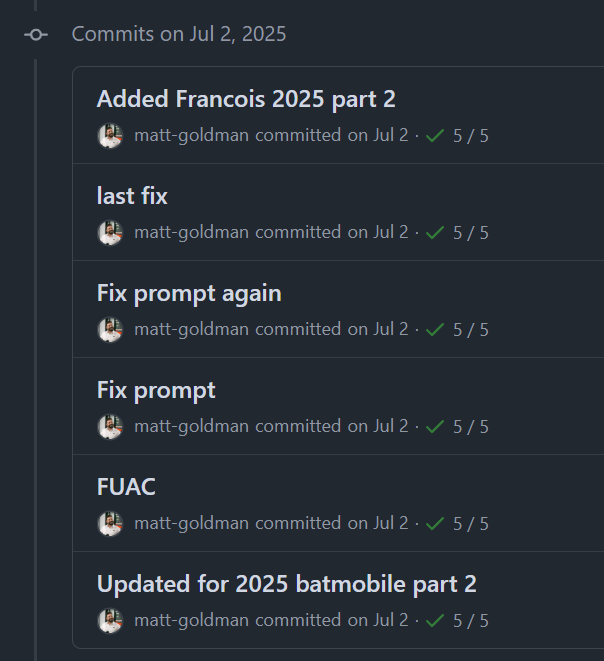 Commits on Jul 2, 2025
Added Francois 2025 part 2
matt-goldman committed on Jul 2 · 5 / 5
last fix
matt-goldman committed on Jul 2 · 5 / 5
Fix prompt again
matt-goldman committed on Jul 2 · 5 / 5
Fix prompt
matt-goldman committed on Jul 2 · 5 / 5
FUAC
matt-goldman committed on Jul 2 · 5 / 5
Updated for 2025 batmobile part 2
matt-goldman committed on Jul 2 · 5 / 5